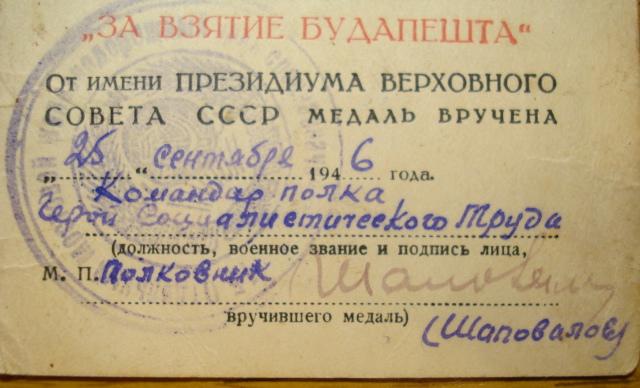 „ЗА ВЗЯТИЕ БУДАПЕШТА“
От имени ПРЕЗИДИУМА ВЕРХОВНОГО
СОВЕТА СССР МЕДАЛЬ ВРУЧЕНА
„25“ сентября 1946 года.
Командир полка
Герой Социалистического Труда
(должность, военное звание и подпись лица,
М. П. Полковник
вручившего медаль)
(Шаповалов)